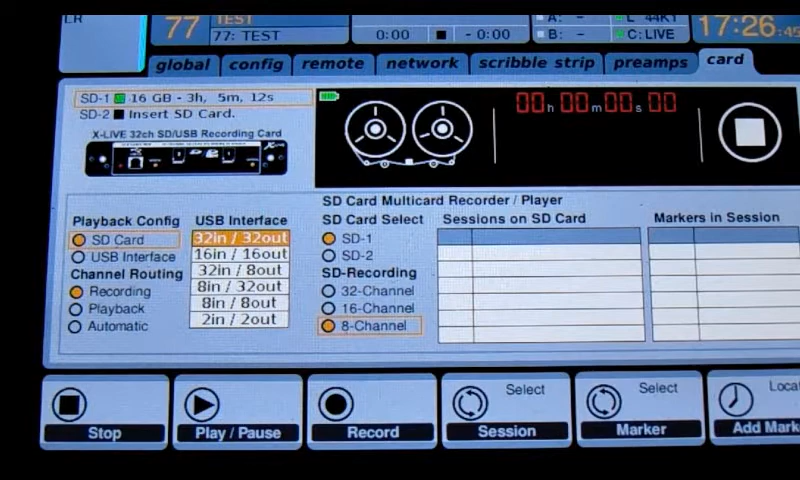 LR
77
TEST
77: TEST
0:00
- 0:00
A: -
B: -
L 44K1
C:LIVE
17:26:45
global
config
remote
network
scribble strip
preamps
card
SD-1 16 GB - 3h, 5m, 12s
SD-2 Insert SD Card.
X-LIVE 32ch SD/USB Recording Card
00h 00m 00s 00
SD Card Multicard Recorder / Player
Playback Config
SD Card
USB Interface
Channel Routing
Recording
Playback
Automatic
USB Interface
32in / 32out
16in / 16out
32in / 8out
8in / 32out
8in / 8out
2in / 2out
SD Card Select
SD-1
SD-2
SD-Recording
32-Channel
16-Channel
8-Channel
Sessions on SD Card
Markers in Session
Stop
Play / Pause
Record
Select
Session
Select
Marker
Loca
Add Mark